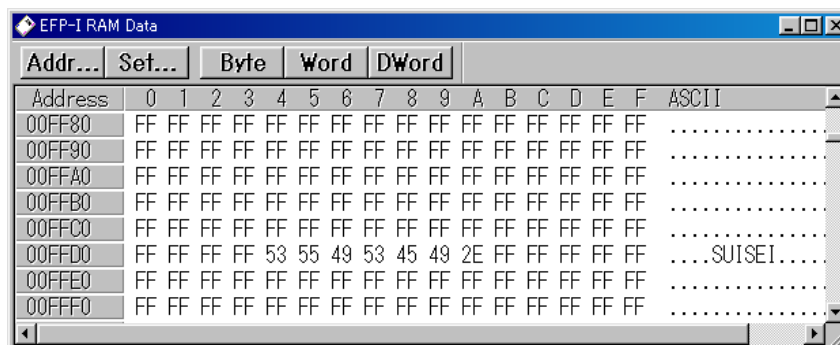 EFP-I RAM Data
Addr... Set... Byte Word DWord
Address 0 1 2 3 4 5 6 7 8 9 A B C D E F ASCII
00FF80 FF FF FF FF FF FF FF FF FF FF FF FF FF FF FF FF ...............
00FF90 FF FF FF FF FF FF FF FF FF FF FF FF FF FF FF FF ...............
00FFA0 FF FF FF FF FF FF FF FF FF FF FF FF FF FF FF FF ...............
00FFB0 FF FF FF FF FF FF FF FF FF FF FF FF FF FF FF FF ...............
00FFC0 FF FF FF FF FF FF FF FF FF FF FF FF FF FF FF FF ...............
00FFD0 FF FF FF FF 53 55 49 53 45 49 2E FF FF FF FF FF ....SUISEI.....
00FFE0 FF FF FF FF FF FF FF FF FF FF FF FF FF FF FF FF ...............
00FFF0 FF FF FF FF FF FF FF FF FF FF FF FF FF FF FF FF ...............